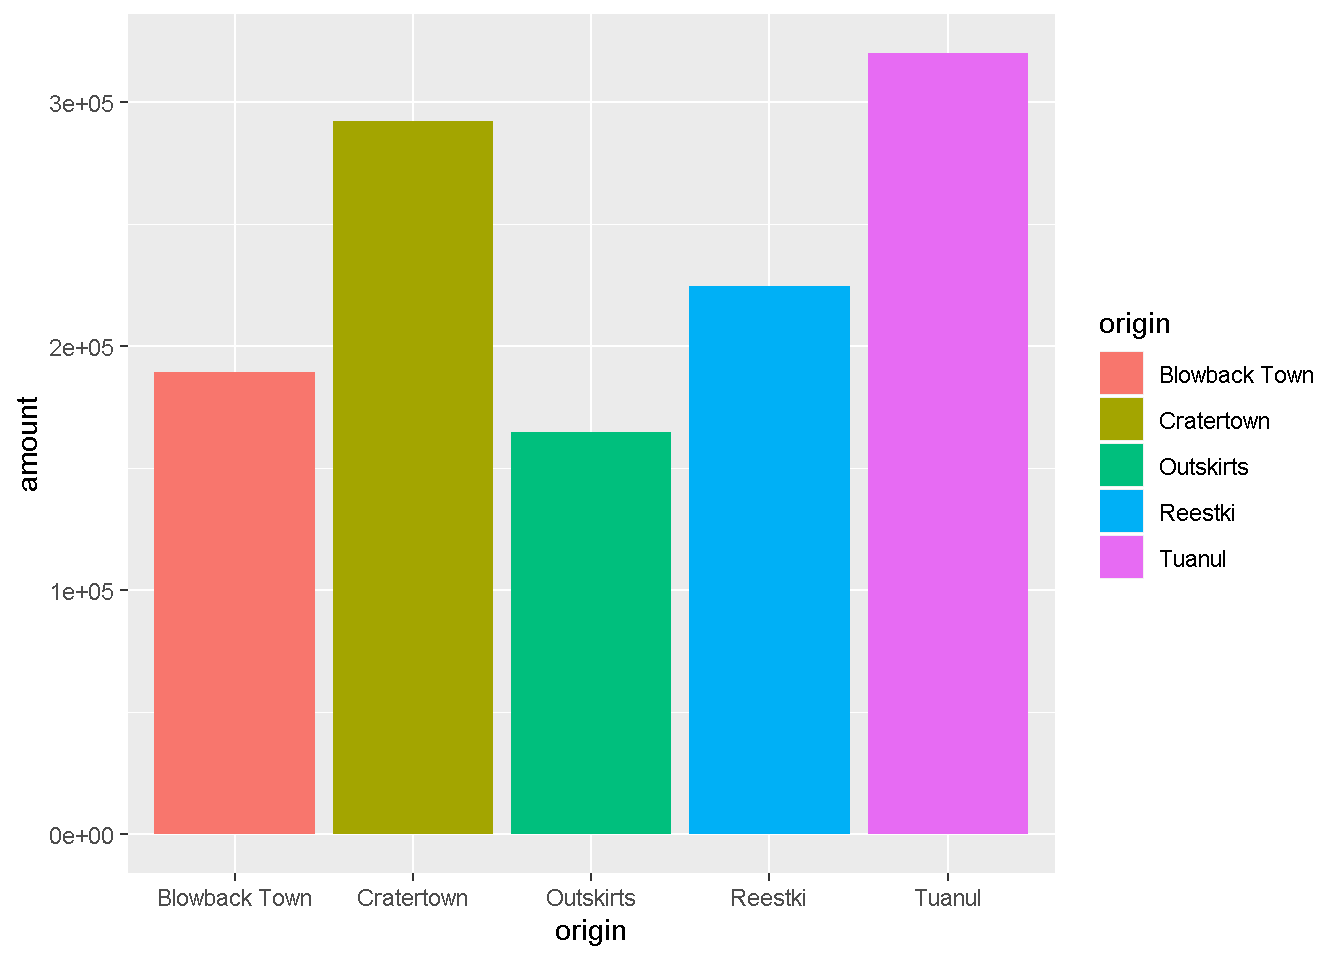 3e+05
2e+05
1e+05
0e+00
amount
Blowback Town Cratertown Outskirts Reestki Tuanul
origin
origin
Blowback Town
Cratertown
Outskirts
Reestki
Tuanul